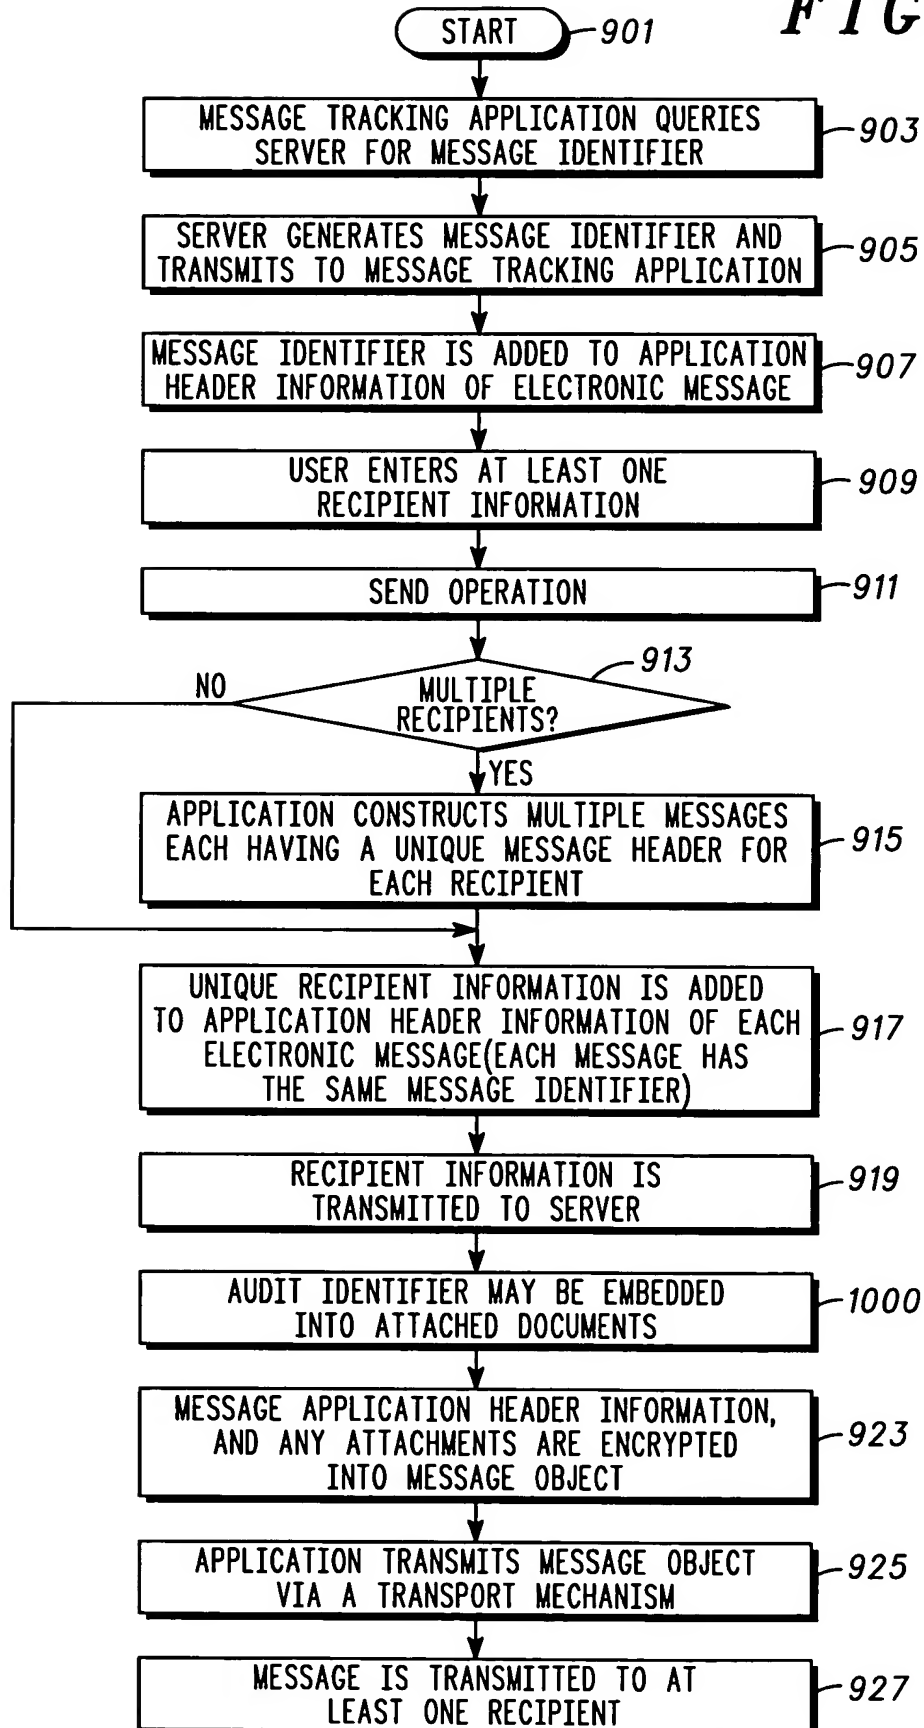 FIG
START
901
MESSAGE TRACKING APPLICATION QUERIES
SERVER FOR MESSAGE IDENTIFIER
903
SERVER GENERATES MESSAGE IDENTIFIER AND
TRANSMITS TO MESSAGE TRACKING APPLICATION
905
MESSAGE IDENTIFIER IS ADDED TO APPLICATION
HEADER INFORMATION OF ELECTRONIC MESSAGE
907
USER ENTERS AT LEAST ONE
RECIPIENT INFORMATION
909
SEND OPERATION
911
913
NO
MULTIPLE
RECIPIENTS?
YES
APPLICATION CONSTRUCTS MULTIPLE MESSAGES
EACH HAVING A UNIQUE MESSAGE HEADER FOR
EACH RECIPIENT
915
UNIQUE RECIPIENT INFORMATION IS ADDED
TO APPLICATION HEADER INFORMATION OF EACH
ELECTRONIC MESSAGE(EACH MESSAGE HAS
THE SAME MESSAGE IDENTIFIER)
917
RECIPIENT INFORMATION IS
TRANSMITTED TO SERVER
919
AUDIT IDENTIFIER MAY BE EMBEDDED
INTO ATTACHED DOCUMENTS
1000
MESSAGE APPLICATION HEADER INFORMATION,
AND ANY ATTACHMENTS ARE ENCRYPTED
INTO MESSAGE OBJECT
923
APPLICATION TRANSMITS MESSAGE OBJECT
VIA A TRANSPORT MECHANISM
925
MESSAGE IS TRANSMITTED TO AT
LEAST ONE RECIPIENT
927